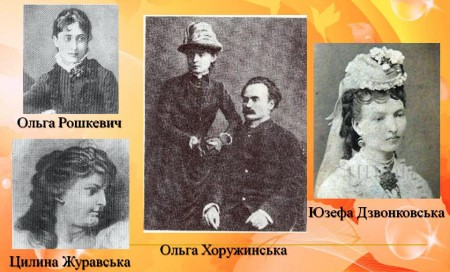 Ольга Рошкевич
Юзефа Дзвонковська
Ольга Хоружинська
Цилина Журавська